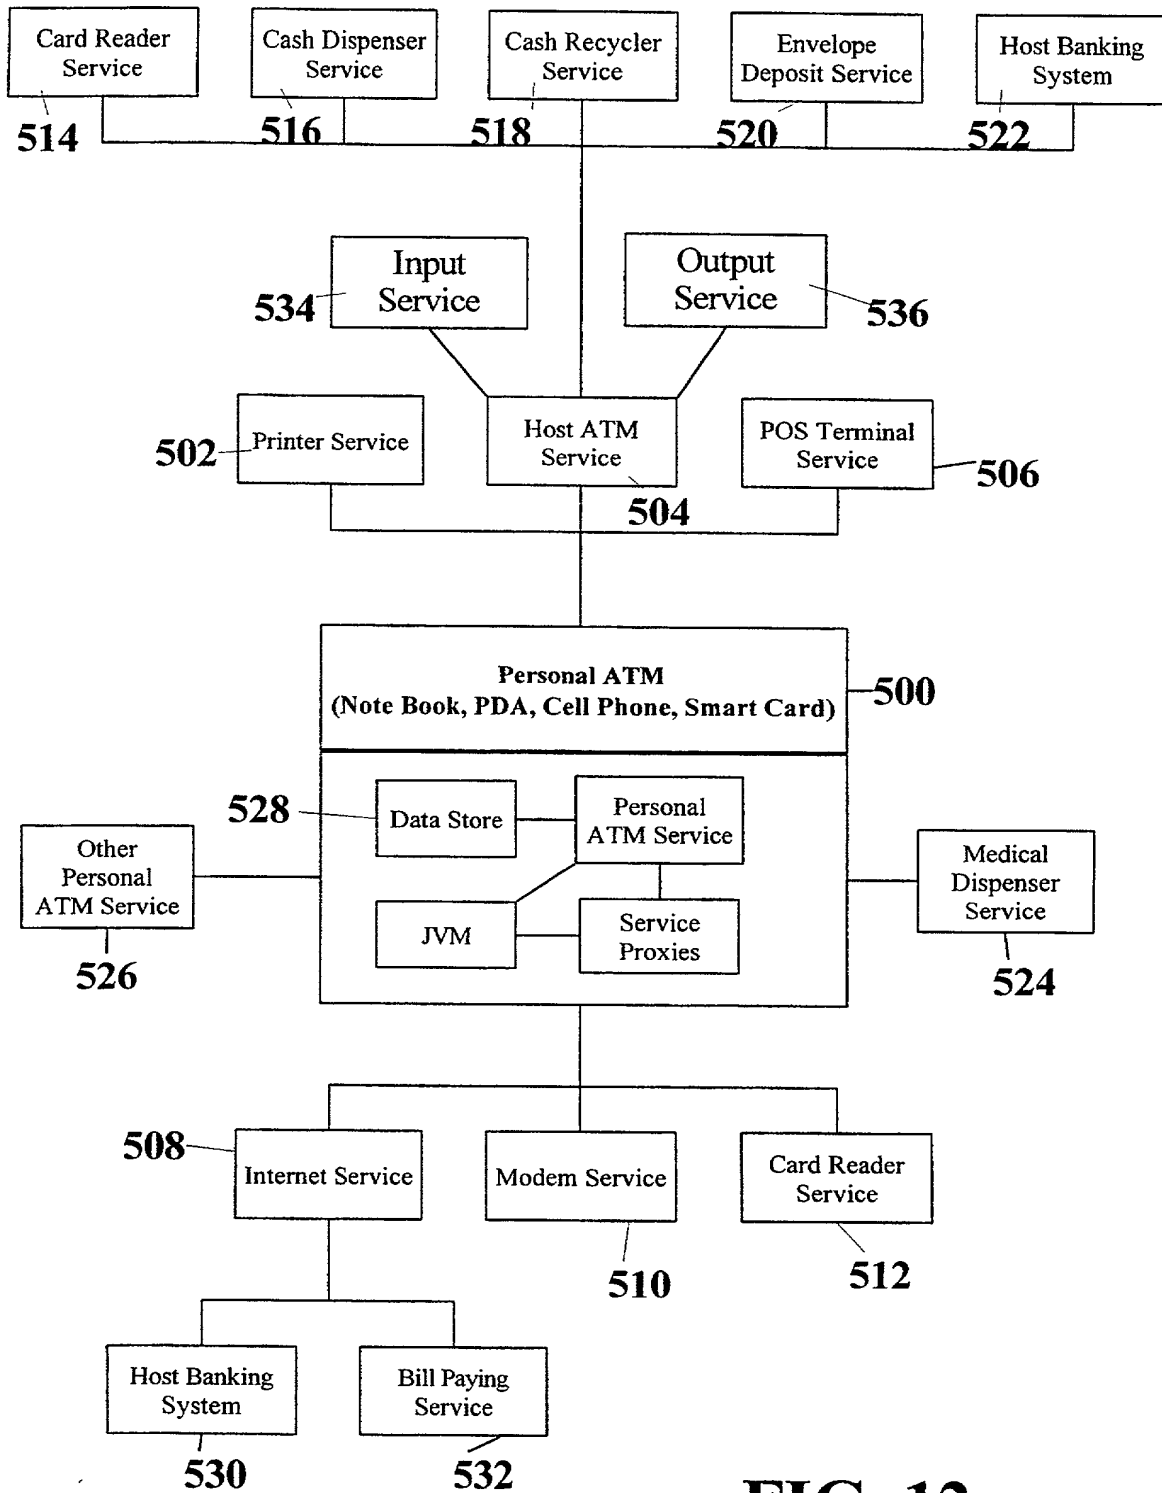 Card Reader
Service
Cash Dispenser
Service
Cash Recycler
Service
Envelope
Deposit Service
Host Banking
System
514
516
518
520
522
Input
Service
Output
Service
534
536
Printer Service
Host ATM
Service
POS Terminal
Service
502
504
506
Personal ATM
(Note Book, PDA, Cell Phone, Smart Card)
500
528
Data Store
Personal
ATM Service
JVM
Service
Proxies
Other
Personal
ATM Service
526
Medical
Dispenser
Service
524
508
Internet Service
Modem Service
Card Reader
Service
510
512
Host Banking
System
Bill Paying
Service
530
532